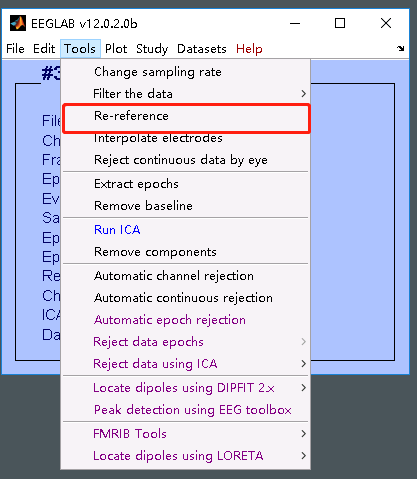 EEGLAB v12.0.2.0b
File Edit Tools Plot Study Datasets Help
#3
Change sampling rate
Filter the data
File
Re-reference
Ch
Interpolate electrodes
Fra
Reject continuous data by eye
Ep
Extract epochs
Ev
Remove baseline
Sa
Run ICA
Ep
Remove components
Ep
Re
Automatic channel rejection
Ch
Automatic continuous rejection
ICA
Automatic epoch rejection
Da
Reject data epochs
Reject data using ICA
Locate dipoles using DIPFIT 2.x
Peak detection using EEG toolbox
FMRIB Tools
Locate dipoles using LORETA